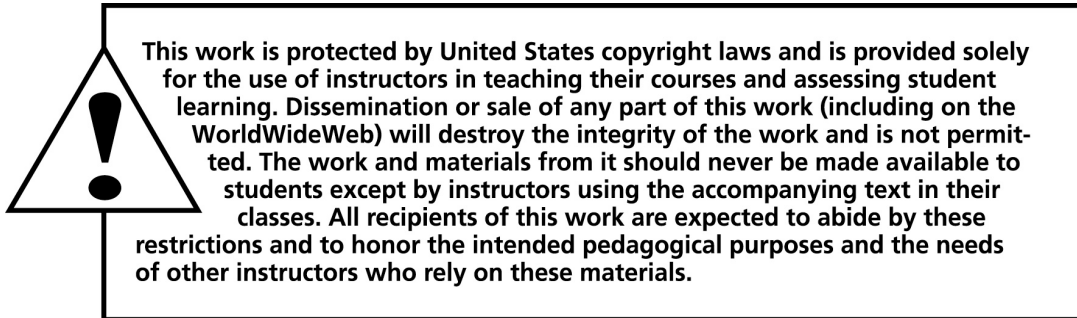 This work is protected by United States copyright laws and is provided solely
for the use of instructors in teaching their courses and assessing student
learning. Dissemination or sale of any part of this work (including on the
WorldWideWeb) will destroy the integrity of the work and is not permit-
ted. The work and materials from it should never be made available to
students except by instructors using the accompanying text in their
classes. All recipients of this work are expected to abide by these
restrictions and to honor the intended pedagogical purposes and the needs
of other instructors who rely on these materials.